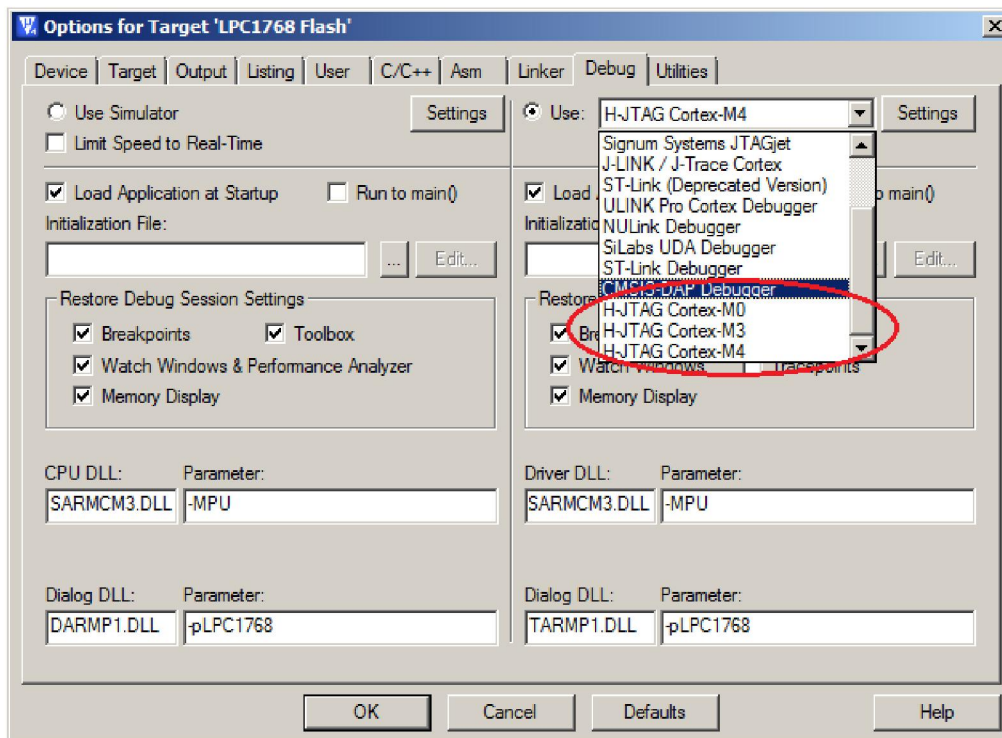 Options for Target 'LPC1768 Flash'
Device Target Output Listing User C/C++ Asm Linker Debug Utilities
Use Simulator Settings
Limit Speed to Real-Time
Load Application at Startup Run to main()
Initialization File:
... Edit...
Restore Debug Session Settings
Breakpoints Toolbox
Watch Windows & Performance Analyzer
Memory Display
CPU DLL: Parameter:
SARMCM3.DLL -MPU
Dialog DLL: Parameter:
DARMP1.DLL -pLPC1768
Use: H-JTAG Cortex-M4 Settings
Signum Systems JTAGjet
J-LINK / J-Trace Cortex
ST-Link (Deprecated Version)
ULINK Pro Cortex Debugger
NULink Debugger
SiLabs UDA Debugger
ST-Link Debugger
CMSIS-DAP Debugger
H-JTAG Cortex-M0
H-JTAG Cortex-M3
H-JTAG Cortex-M4
Load main()
Edit...
Watch Windows Tracepoints
Memory Display
Driver DLL: Parameter:
SARMCM3.DLL -MPU
Dialog DLL: Parameter:
TARMP1.DLL -pLPC1768
OK Cancel Defaults Help